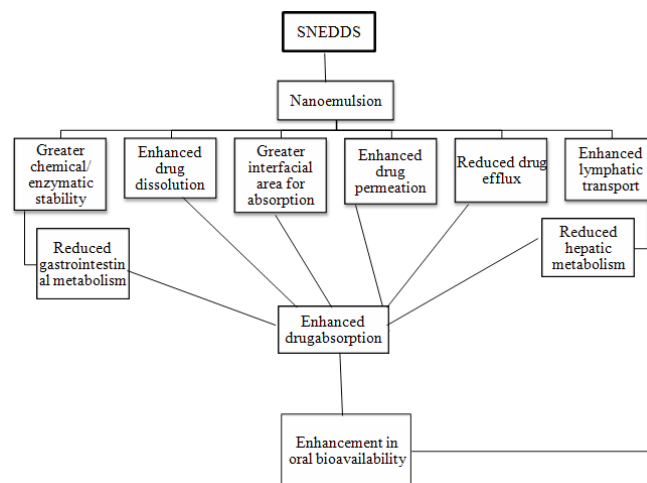 SNEDDS
Nanoemulsion
Greater
chemical/
enzymatic
stability
Enhanced
drug
dissolution
Greater
interfacial
area for
absorption
Enhanced
drug
permeation
Reduced drug
efflux
Enhanced
lymphatic
transport
Reduced
gastrointestin
al metabolism
Reduced
hepatic
metabolism
Enhanced
drugabsorption
Enhancement in
oral bioavailability